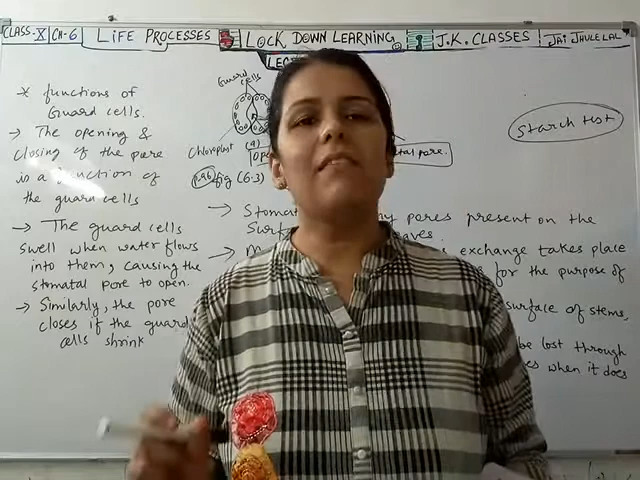 CLASS-X CH-6 LIFE PROCESSES LOCK DOWN LEARNING J.K. CLASSES JAI JHULELAL
* functions of
Guard cells.
→ The opening &
closing of the pore
is a function of
the guard cells
→ The guard cells
swell when water flows
into them, causing the
stomatal pore to open.
→ Similarly, the pore
closes if the guard
cells shrink
Guard cells
Chloroplast
(a)
fig (6.3)
pore.
→ Stomat
pores present on the
Surf
aves.
exchange takes place
for the purpose of
surface of stems,
be lost through
when it does
Starch test